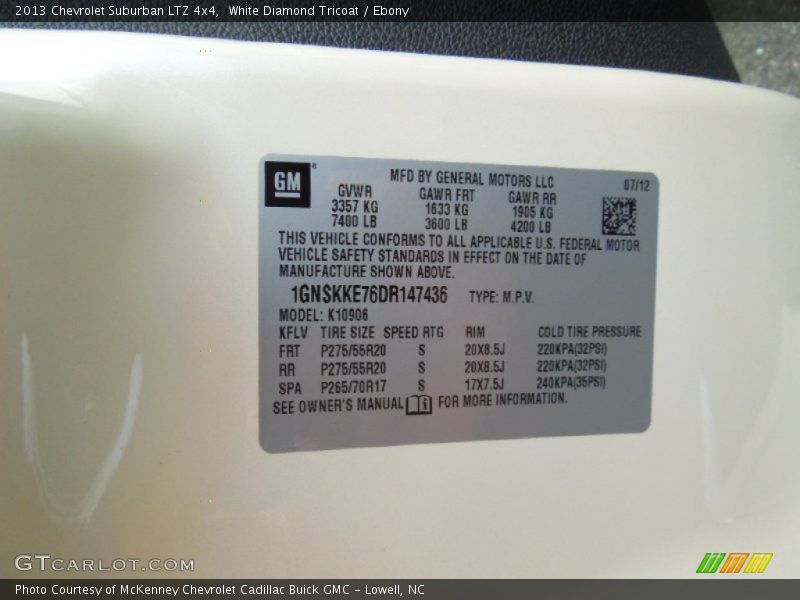 2013 Chevrolet Suburban LTZ 4x4, White Diamond Tricoat / Ebony
GM
MFD BY GENERAL MOTORS LLC 07/12
GVWR GAWR FRT GAWR RR
3357 KG 1633 KG 1905 KG
7400 LB 3600 LB 4200 LB
THIS VEHICLE CONFORMS TO ALL APPLICABLE U.S. FEDERAL MOTOR
VEHICLE SAFETY STANDARDS IN EFFECT ON THE DATE OF
MANUFACTURE SHOWN ABOVE.
1GNSKKE76DR147436 TYPE: M.P.V.
MODEL: K10906
KFLV TIRE SIZE SPEED RTG RIM COLD TIRE PRESSURE
FRT P275/55R20 S 20X8.5J 220KPA(32PSI)
RR P275/55R20 S 20X8.5J 220KPA(32PSI)
SPA P265/70R17 S 17X7.5J 240KPA(35PSI)
SEE OWNER'S MANUAL FOR MORE INFORMATION.
GTCARLOT.COM
Photo Courtesy of McKenney Chevrolet Cadillac Buick GMC - Lowell, NC